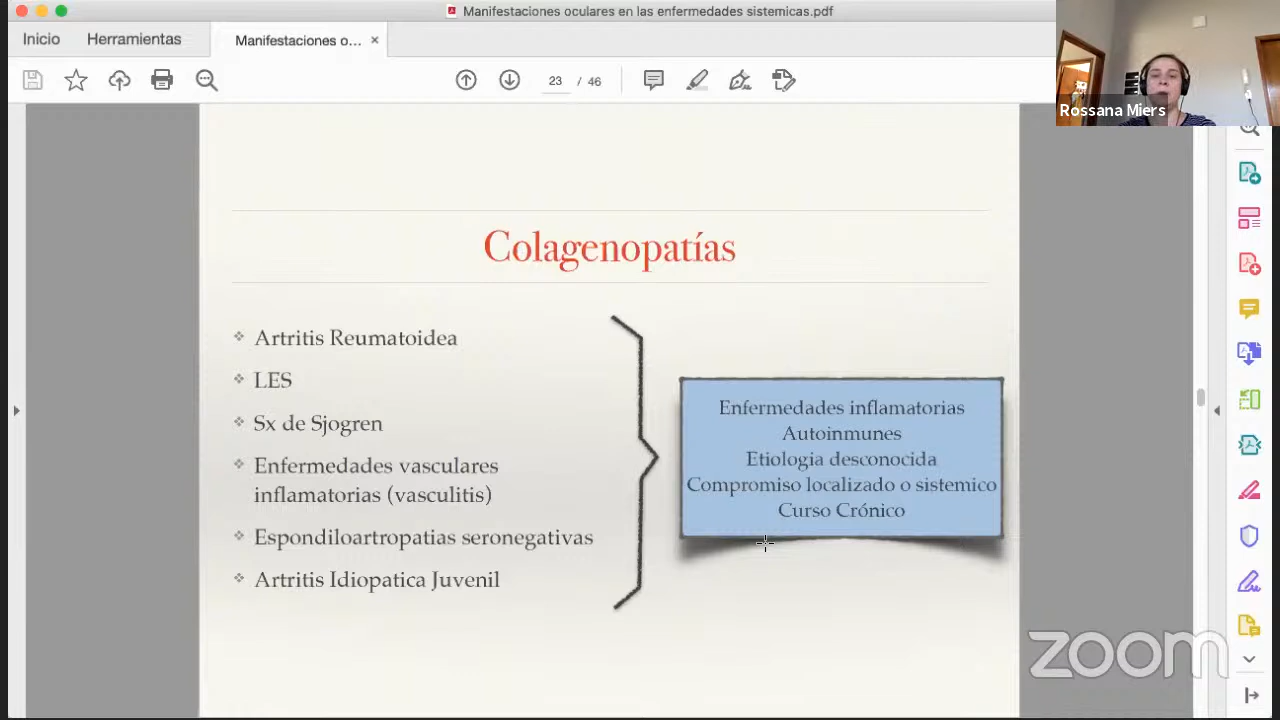 Manifestaciones oculares en las enfermedades sistemicas.pdf
Inicio
Herramientas
Manifestaciones o...
23 / 46
Rossana Miers
Colagenopatías
Artritis Reumatoidea
LES
Sx de Sjogren
Enfermedades vasculares
inflamatorias (vasculitis)
Espondiloartropatias seronegativas
Artritis Idiopatica Juvenil
Enfermedades inflamatorias
Autoinmunes
Etiologia desconocida
Compromiso localizado o sistemico
Curso Crónico
zoom